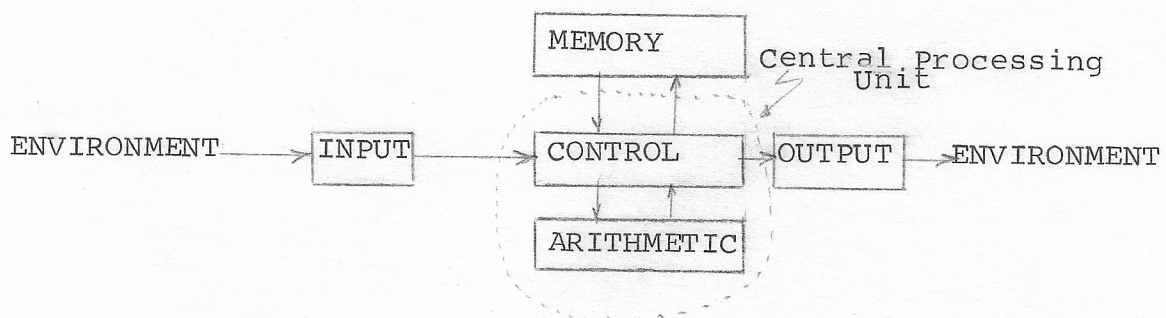 MEMORY
Central Processing
Unit
ENVIRONMENT
INPUT
CONTROL
OUTPUT
ENVIRONMENT
ARITHMETIC